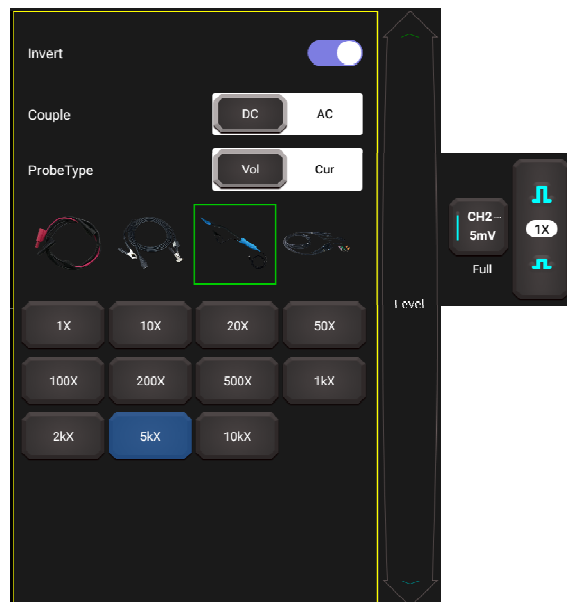 Invert
Couple
DC
AC
ProbeType
Vol
Cur
1X
10X
20X
50X
100X
200X
500X
1kX
2kX
5kX
10kX
Level
CH2
5mV
Full
1X